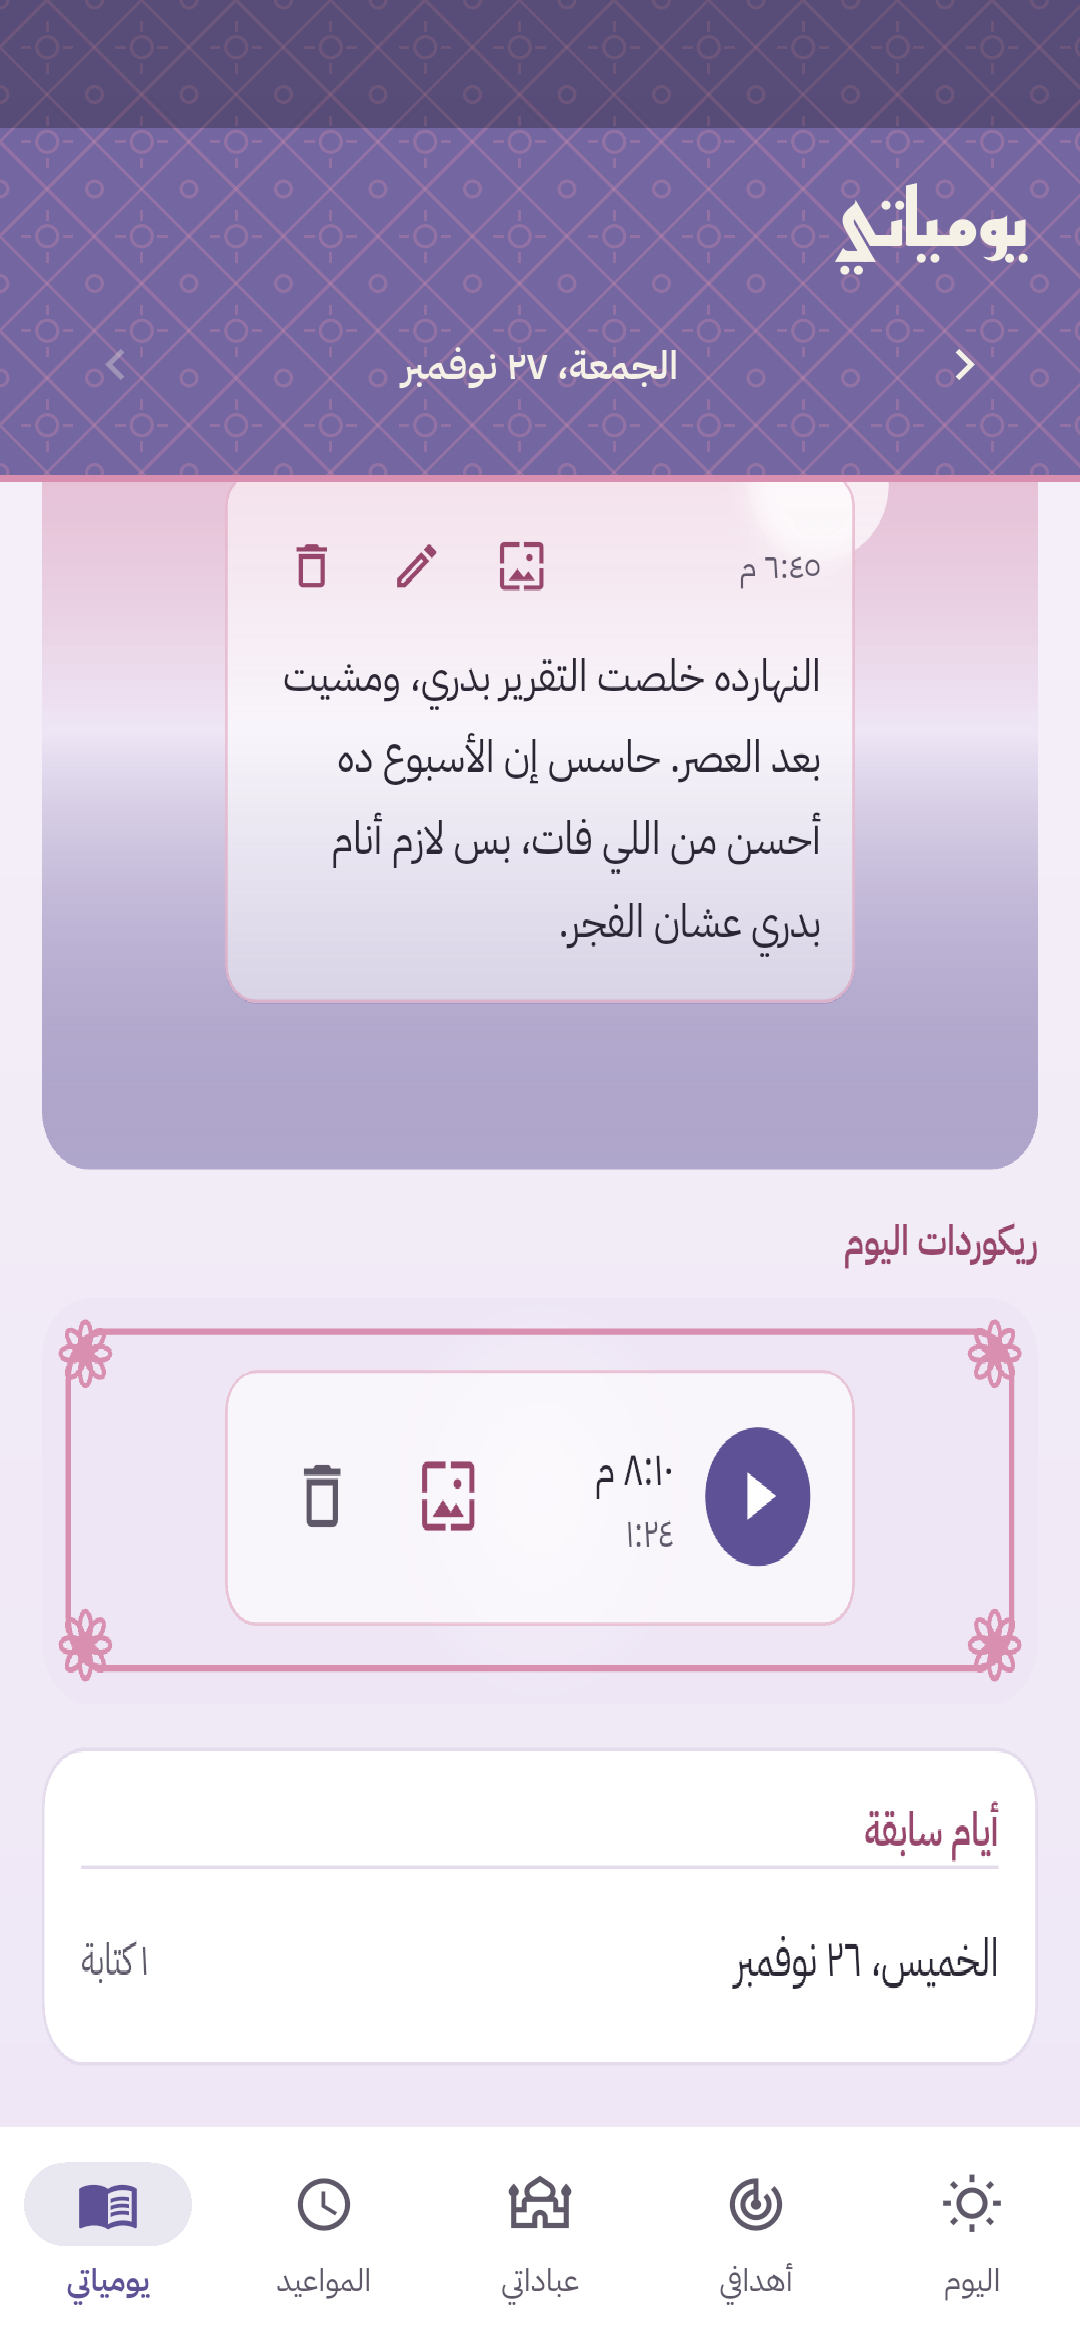 يومياتي
الجمعة، ٢٧ نوفمبر
٦:٤٥ م
النهارده خلصت التقرير بدري، ومشيت
بعد العصر. حاسس إن الأسبوع ده
أحسن من اللي فات، بس لازم أنام
بدري عشان الفجر.
ريكوردات اليوم
٨:١٠ م
١:٢٤
أيام سابقة
الخميس، ٢٦ نوفمبر
١ كتابة
اليوم
أهدافي
عباداتي
المواعيد
يومياتي